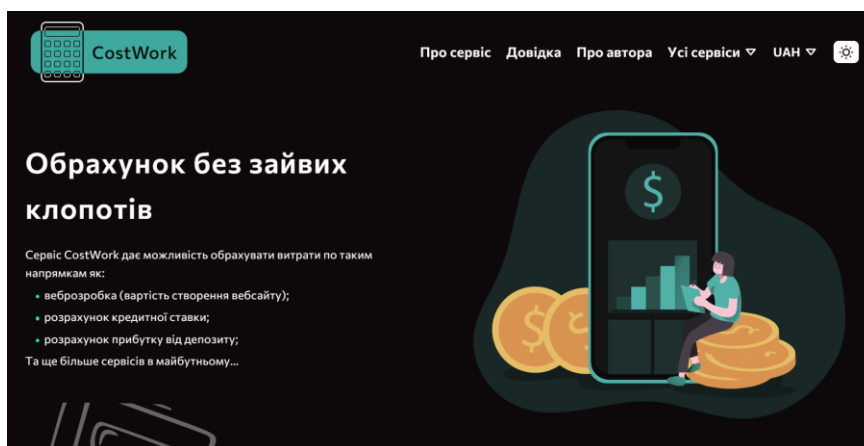 CostWork
Про сервіс Довідка Про автора Усі сервіси UAH
Обрахунок без зайвих
клопотів
Сервіс CostWork дає можливість обрахувати витрати по таким
напрямкам як:
• веброзробка (вартість створення вебсайту);
• розрахунок кредитної ставки;
• розрахунок прибутку від депозиту;
Та ще більше сервісів в майбутньому...
$
$